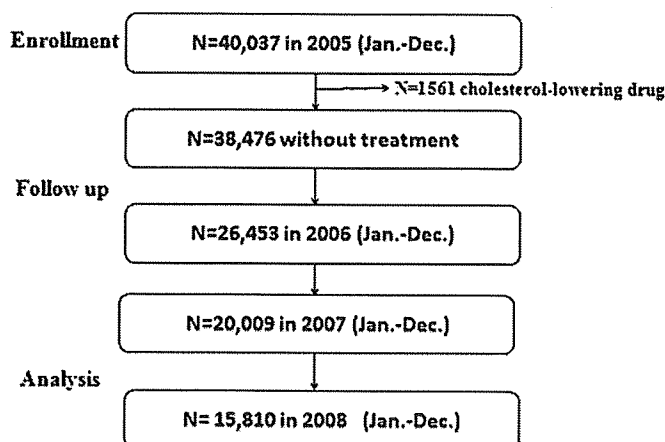 Enrollment
N=40,037 in 2005 (Jan.-Dec.)
N=1561 cholesterol-lowering drug
N=38,476 without treatment
Follow up
N=26,453 in 2006 (Jan.-Dec.)
N=20,009 in 2007 (Jan.-Dec.)
Analysis
N= 15,810 in 2008 (Jan.-Dec.)